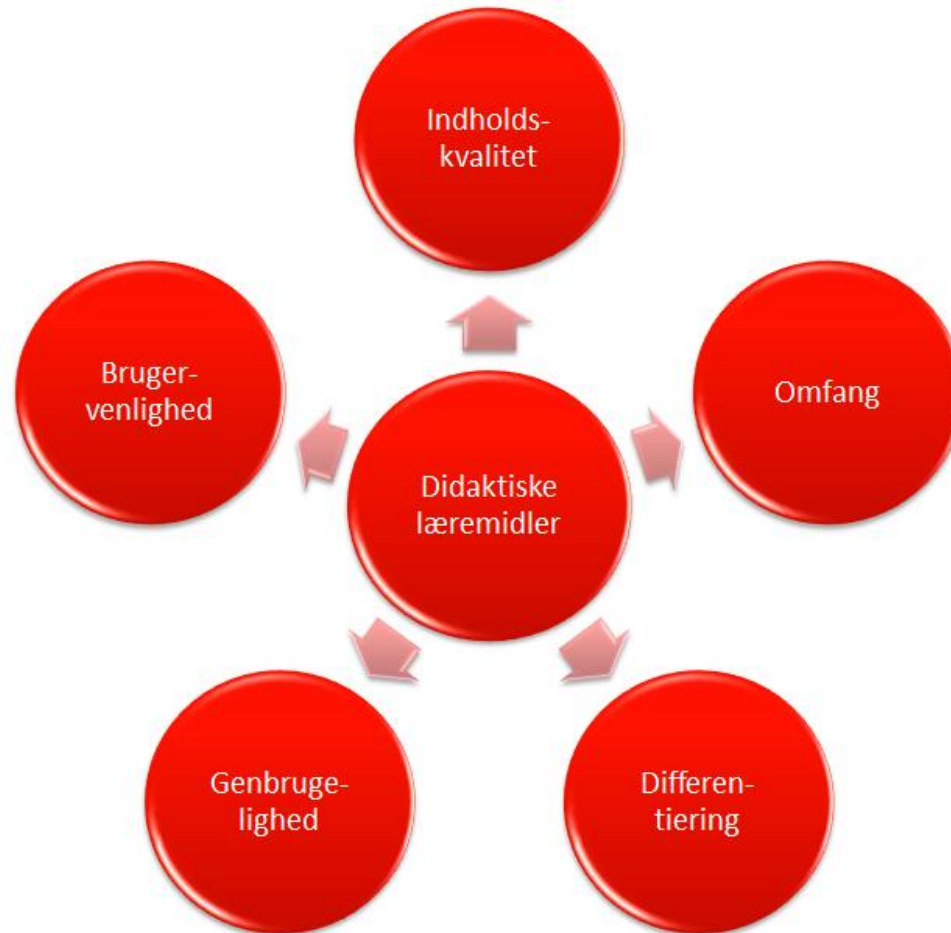 Indholds-
kvalitet
Bruger-
venlighed
Omfang
Didaktiske
læremidler
Genbruge-
lighed
Differen-
tiering